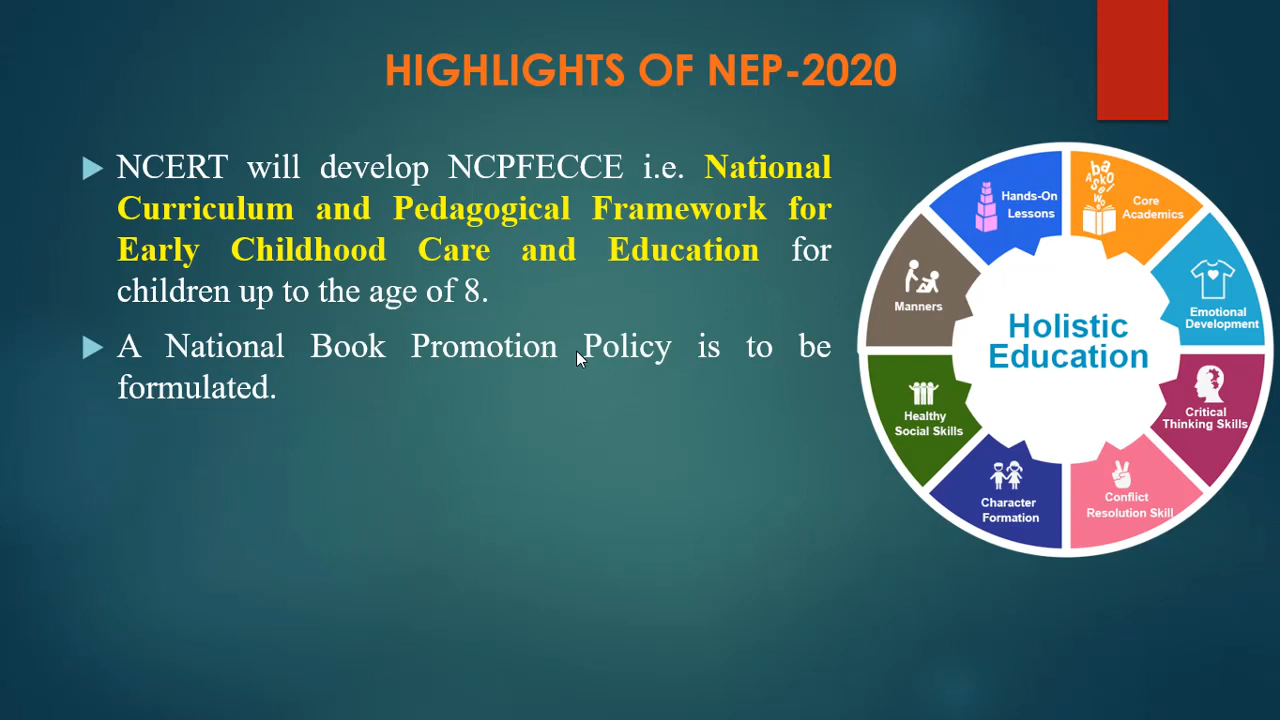 HIGHLIGHTS OF NEP-2020
NCERT will develop NCPFECCE i.e. National
Curriculum and Pedagogical Framework for
Early Childhood Care and Education for
children up to the age of 8.
A National Book Promotion Policy is to be
formulated.
Hands-On
Lessons
Core
Academics
Manners
Emotional
Development
Holistic
Education
Healthy
Social Skills
Critical
Thinking Skills
Character
Formation
Conflict
Resolution Skill